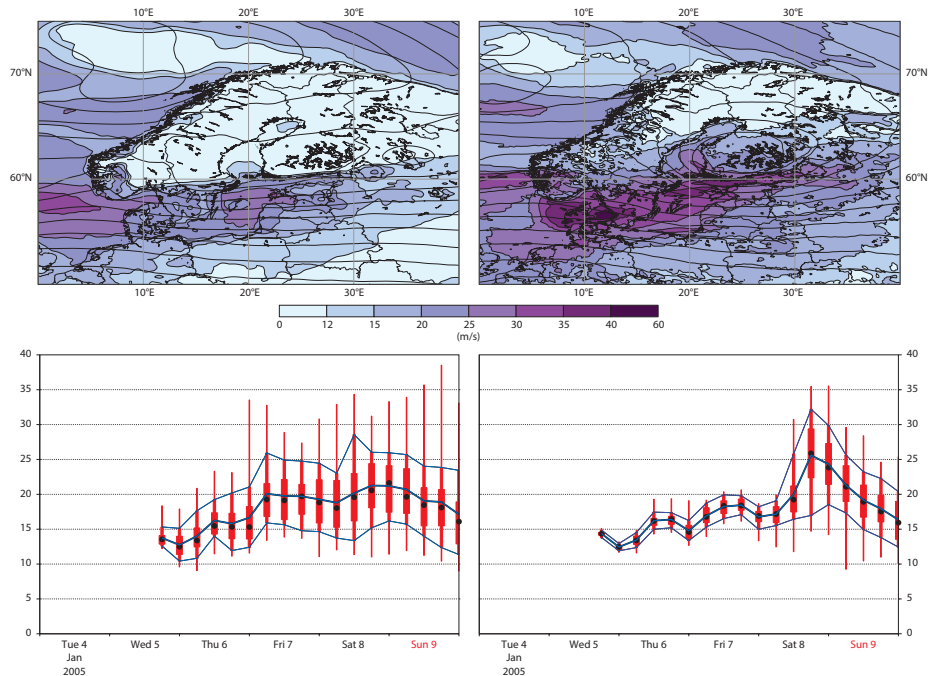 10°E 20°E 30°E 10°E 20°E 30°E
70°N 70°N
60°N 60°N
10°E 20°E 30°E 10°E 20°E 30°E
0 12 15 20 25 30 35 40 60
(m/s)
40 40
35 35
30 30
25 25
20 20
15 15
10 10
5 5
0 0
Tue 4 Wed 5 Thu 6 Fri 7 Sat 8 Sun 9 Tue 4 Wed 5 Thu 6 Fri 7 Sat 8 Sun 9
Jan Jan
2005 2005